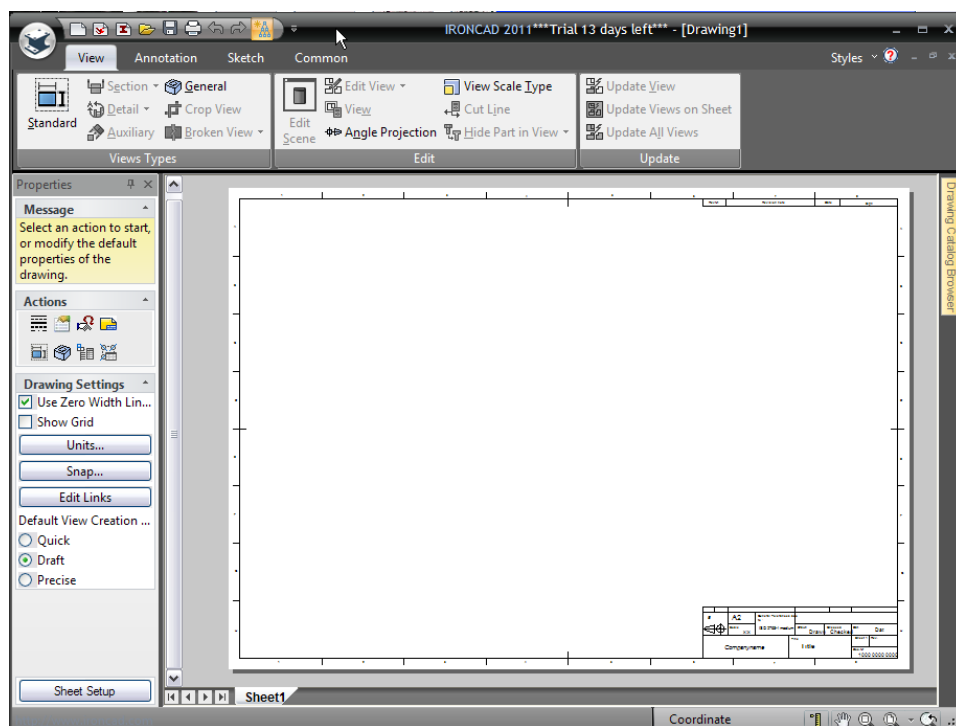 IRONCAD 2011***Trial 13 days left*** - [Drawing1]
View Annotation Sketch Common Styles
Standard
Section General
Detail Crop View
Auxiliary Broken View
Views Types
Edit Scene
Edit View View Scale Type
View Cut Line
Angle Projection Hide Part in View
Edit
Update View
Update Views on Sheet
Update All Views
Update
Properties
Message
Select an action to start,
or modify the default
properties of the
drawing.
Actions
Drawing Settings
Use Zero Width Lin...
Show Grid
Units...
Snap...
Edit Links
Default View Creation ...
Quick
Draft
Precise
Sheet Setup
Drawing Catalog Browser
A2
Companyname
Title
Sheet1
Coordinate